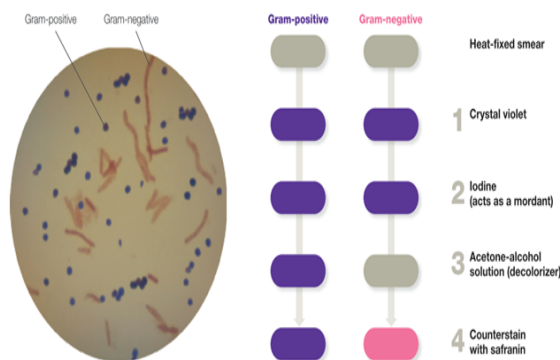 Gram-positive
Gram-negative
Gram-positive
Gram-negative
Heat-fixed smear
1 Crystal violet
2 Iodine
(acts as a mordant)
3 Acetone-alcohol
solution (decolorizer)
4 Counterstain
with safranin